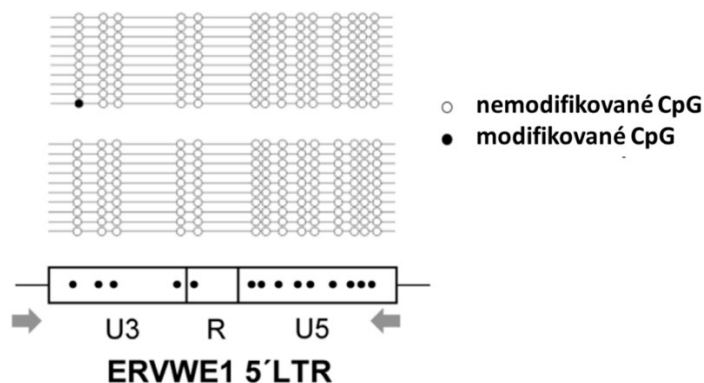 nemodifikované CpG
modifikované CpG
U3 R U5
ERVWE1 5´LTR